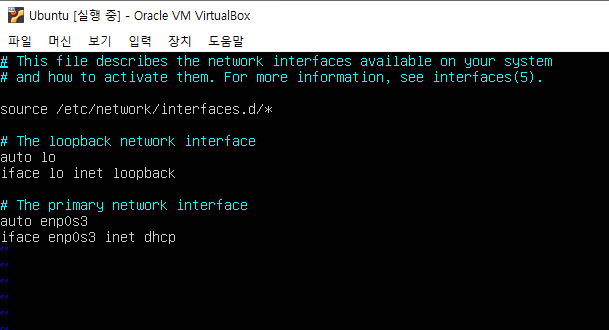 Ubuntu [실행 중] - Oracle VM VirtualBox
파일 머신 보기 입력 장치 도움말
# This file describes the network interfaces available on your system
# and how to activate them. For more information, see interfaces(5).
source /etc/network/interfaces.d/*
# The loopback network interface
auto lo
iface lo inet loopback
# The primary network interface
auto enp0s3
iface enp0s3 inet dhcp
~
~
~
~
~
~